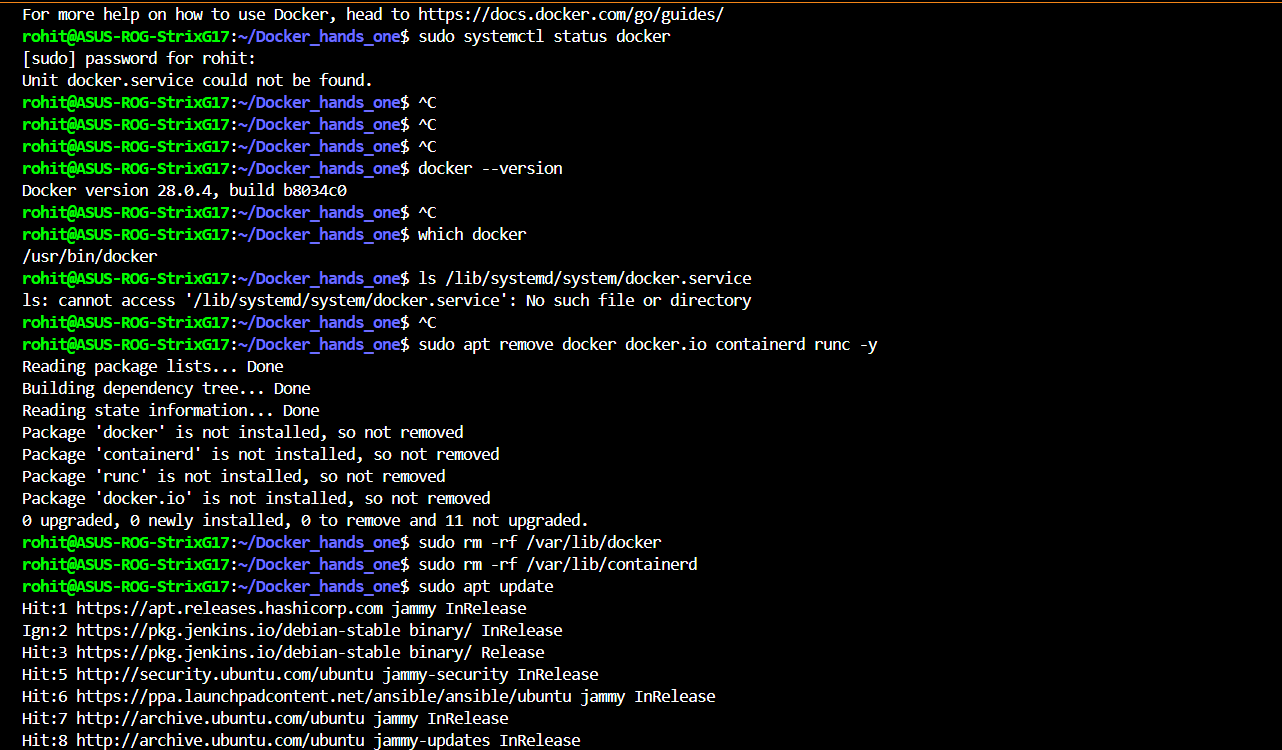 For more help on how to use Docker, head to https://docs.docker.com/go/guides/
rohit@ASUS-ROG-StrixG17:~/Docker_hands_one$ sudo systemctl status docker
[sudo] password for rohit:
Unit docker.service could not be found.
rohit@ASUS-ROG-StrixG17:~/Docker_hands_one$ ^C
rohit@ASUS-ROG-StrixG17:~/Docker_hands_one$ ^C
rohit@ASUS-ROG-StrixG17:~/Docker_hands_one$ ^C
rohit@ASUS-ROG-StrixG17:~/Docker_hands_one$ docker --version
Docker version 28.0.4, build b8034c0
rohit@ASUS-ROG-StrixG17:~/Docker_hands_one$ ^C
rohit@ASUS-ROG-StrixG17:~/Docker_hands_one$ which docker
/usr/bin/docker
rohit@ASUS-ROG-StrixG17:~/Docker_hands_one$ ls /lib/systemd/system/docker.service
ls: cannot access '/lib/systemd/system/docker.service': No such file or directory
rohit@ASUS-ROG-StrixG17:~/Docker_hands_one$ ^C
rohit@ASUS-ROG-StrixG17:~/Docker_hands_one$ sudo apt remove docker docker.io containerd runc -y
Reading package lists... Done
Building dependency tree... Done
Reading state information... Done
Package 'docker' is not installed, so not removed
Package 'containerd' is not installed, so not removed
Package 'runc' is not installed, so not removed
Package 'docker.io' is not installed, so not removed
0 upgraded, 0 newly installed, 0 to remove and 11 not upgraded.
rohit@ASUS-ROG-StrixG17:~/Docker_hands_one$ sudo rm -rf /var/lib/docker
rohit@ASUS-ROG-StrixG17:~/Docker_hands_one$ sudo rm -rf /var/lib/containerd
rohit@ASUS-ROG-StrixG17:~/Docker_hands_one$ sudo apt update
Hit:1 https://apt.releases.hashicorp.com jammy InRelease
Ign:2 https://pkg.jenkins.io/debian-stable binary/ InRelease
Hit:3 https://pkg.jenkins.io/debian-stable binary/ Release
Hit:5 http://security.ubuntu.com/ubuntu jammy-security InRelease
Hit:6 https://ppa.launchpadcontent.net/ansible/ansible/ubuntu jammy InRelease
Hit:7 http://archive.ubuntu.com/ubuntu jammy InRelease
Hit:8 http://archive.ubuntu.com/ubuntu jammy-updates InRelease